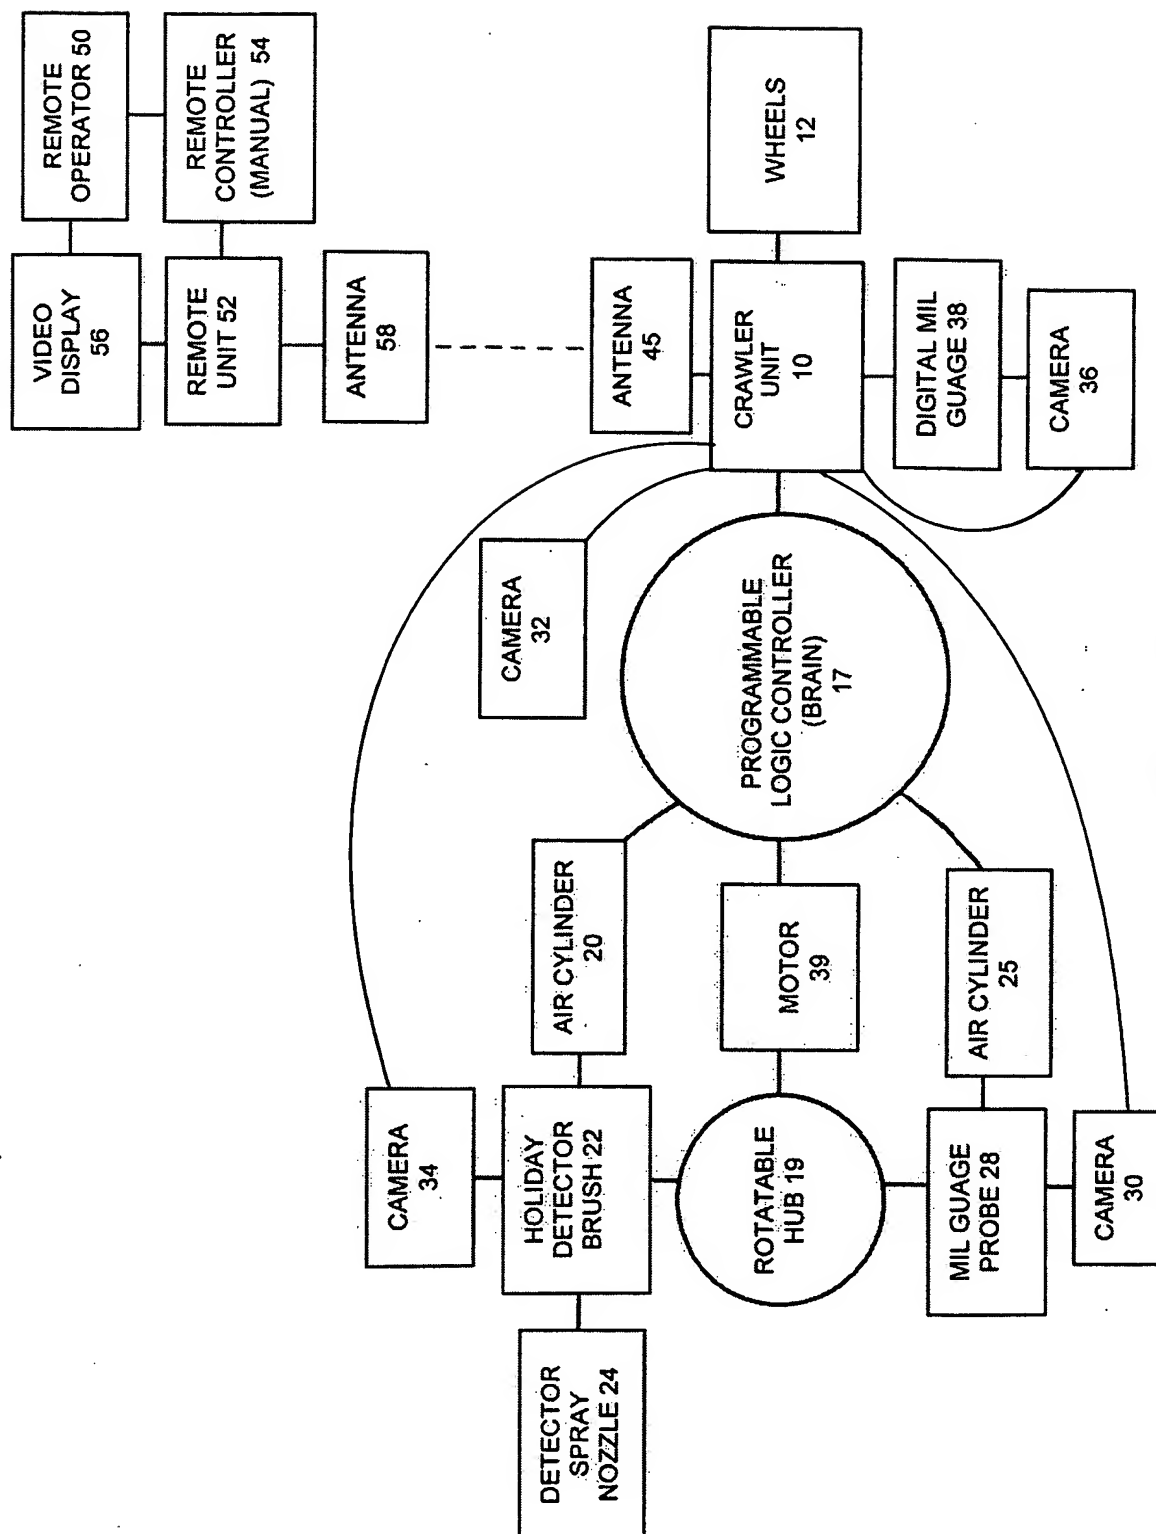 REMOTE
OPERATOR 50
REMOTE
CONTROLLER
(MANUAL) 54
VIDEO
DISPLAY
56
REMOTE
UNIT 52
ANTENNA
58
ANTENNA
45
WHEELS
12
CRAWLER
UNIT
10
DIGITAL MIL
GUAGE 38
CAMERA
36
CAMERA
32
PROGRAMMABLE
LOGIC CONTROLLER
(BRAIN)
17
AIR CYLINDER
20
MOTOR
39
AIR CYLINDER
25
CAMERA
34
HOLIDAY
DETECTOR
BRUSH 22
ROTATABLE
HUB 19
MIL GUAGE
PROBE 28
CAMERA
30
DETECTOR
SPRAY
NOZZLE 24